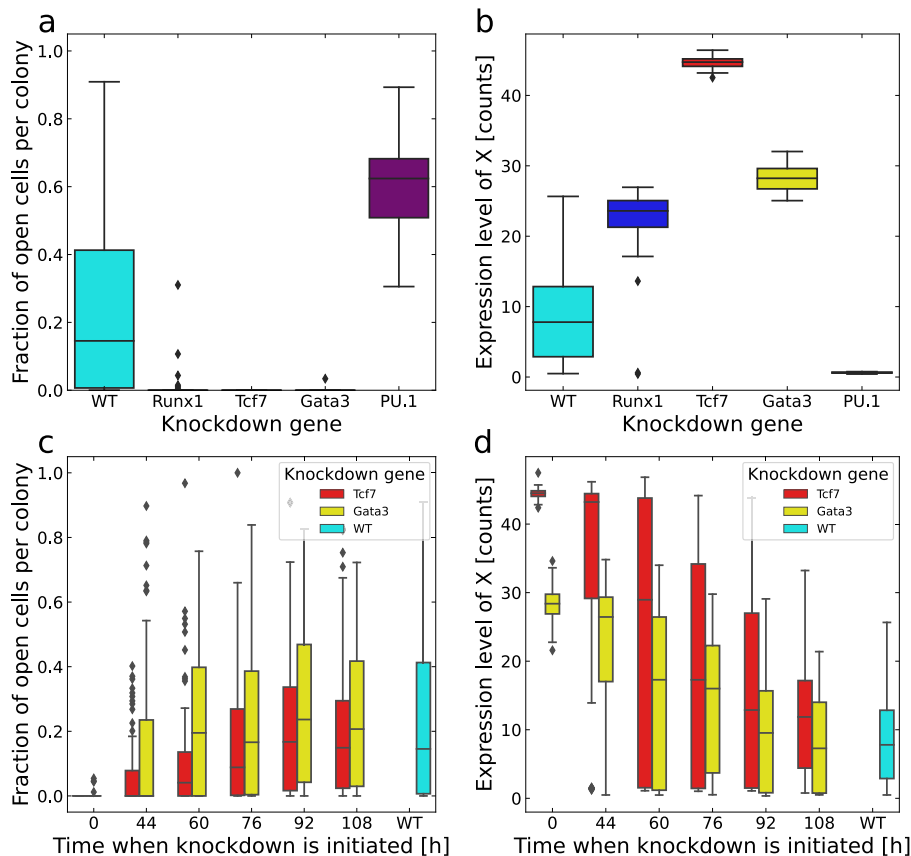 a
Fraction of open cells per colony
1.0
0.8
0.6
0.4
0.2
0.0
WT Runx1 Tcf7 Gata3 PU.1
Knockdown gene
b
Expression level of X [counts]
40
30
20
10
0
WT Runx1 Tcf7 Gata3 PU.1
Knockdown gene
c
Fraction of open cells per colony
1.0
0.8
0.6
0.4
0.2
0.0
Knockdown gene
Tcf7
Gata3
WT
0 44 60 76 92 108 WT
Time when knockdown is initiated [h]
d
Expression level of X [counts]
40
30
20
10
0
Knockdown gene
Tcf7
Gata3
WT
0 44 60 76 92 108 WT
Time when knockdown is initiated [h]